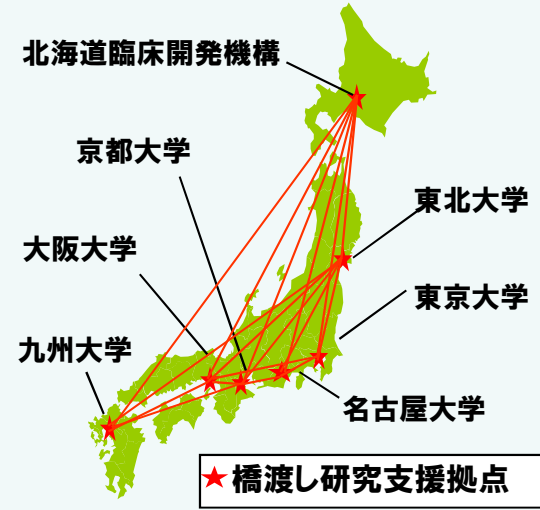 北海道臨床開発機構
京都大学
東北大学
大阪大学
東京大学
九州大学
名古屋大学
★橋渡し研究支援拠点